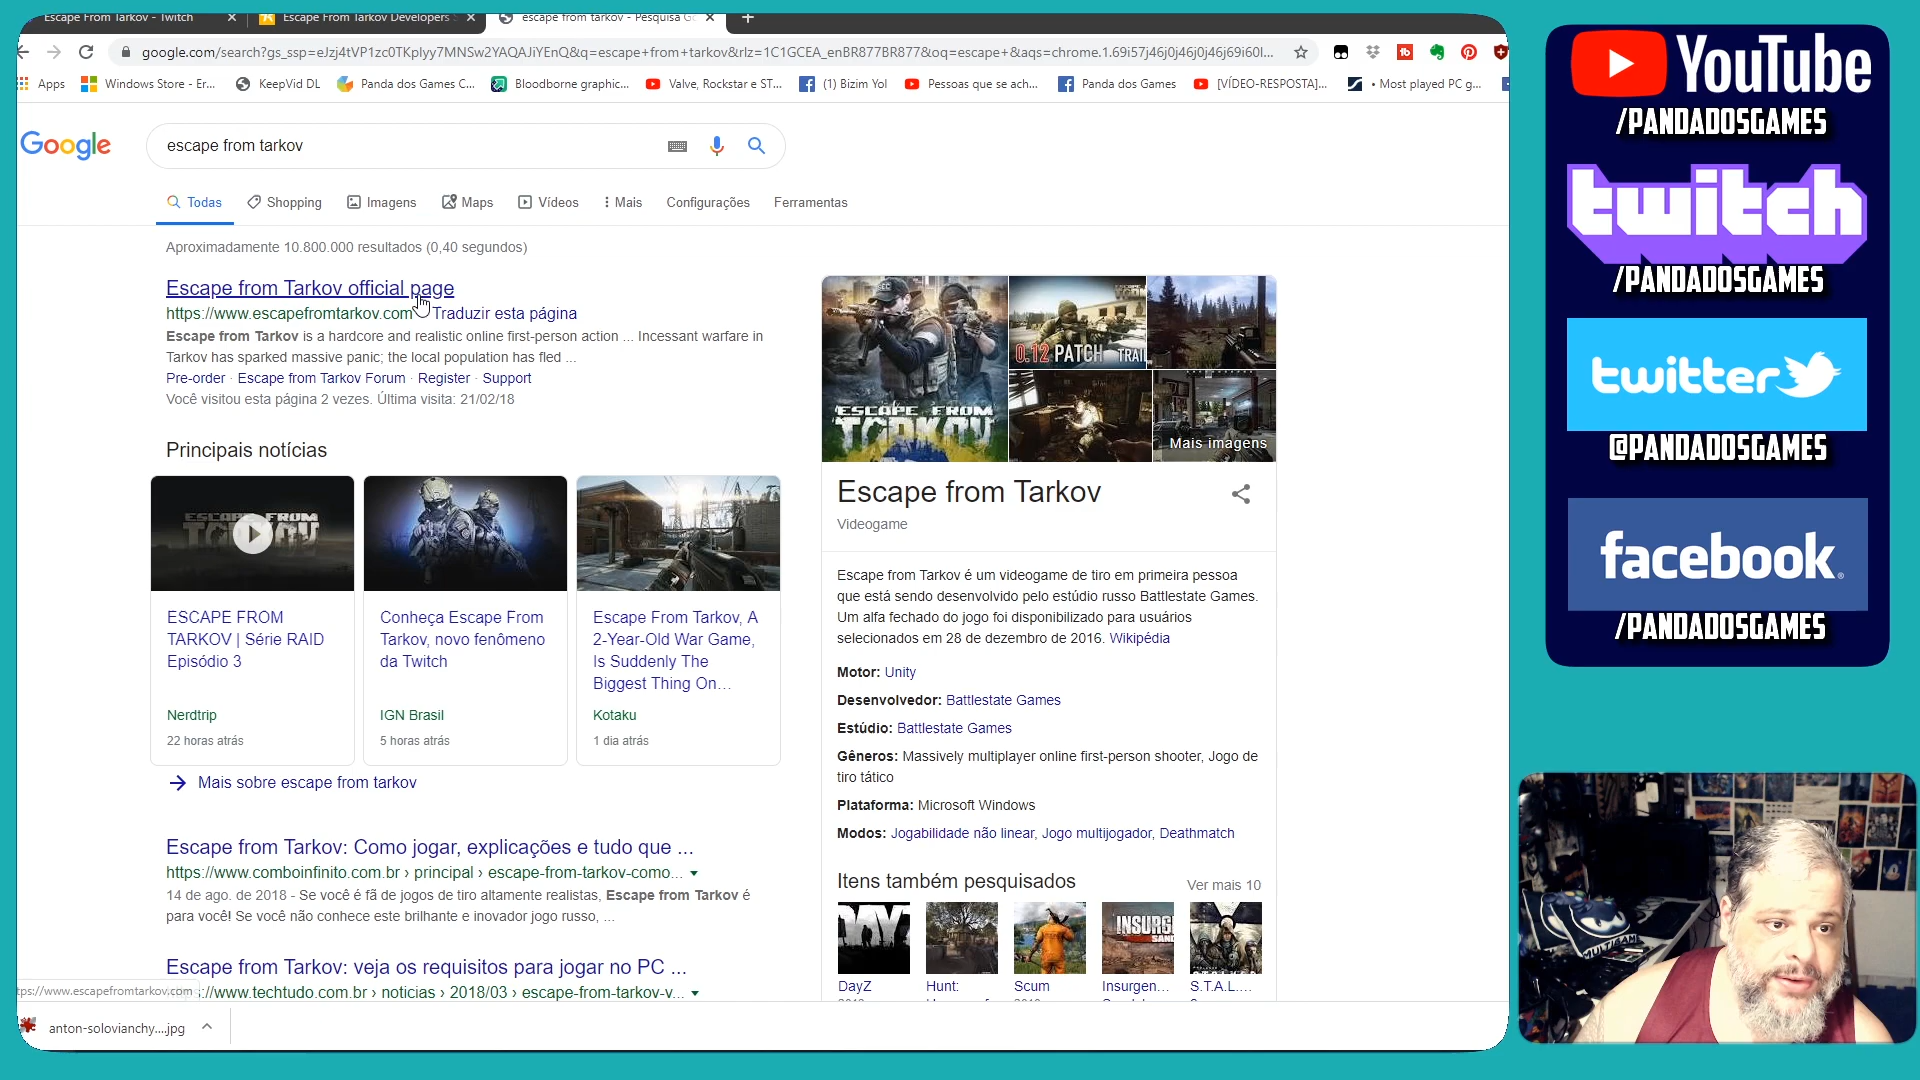 Escape From Tarkov - Twitch
Escape From Tarkov Developers S
escape from tarkov - Pesquisa Go
google.com/search?gs_ssp=eJzj4tVP1zc0TKpIyy7MNSw2YAQAJiYEnQ&q=escape+from+tarkov&rlz=1C1GCEA_enBR877BR877&oq=escape+&aqs=chrome.1.69i57j46j0j46j0j46j69i60l...
Apps
Windows Store - Er...
KeepVid DL
Panda dos Games C...
Bloodborne graphic...
Valve, Rockstar e ST...
(1) Bizim Yol
Pessoas que se ach...
Panda dos Games
[VÍDEO-RESPOSTA]...
• Most played PC g...
Google
escape from tarkov
Todas
Shopping
Imagens
Maps
Vídeos
Mais
Configurações
Ferramentas
Aproximadamente 10.800.000 resultados (0,40 segundos)
Escape from Tarkov official page
https://www.escapefromtarkov.com
Traduzir esta página
Escape from Tarkov is a hardcore and realistic online first-person action ... Incessant warfare in
Tarkov has sparked massive panic; the local population has fled ...
Pre-order · Escape from Tarkov Forum · Register · Support
Você visitou esta página 2 vezes. Última visita: 21/02/18
Principais notícias
ESCAPE FROM
TARKOV
ESCAPE FROM
TARKOV | Série RAID
Episódio 3
Nerdtrip
22 horas atrás
Conheça Escape From
Tarkov, novo fenômeno
da Twitch
IGN Brasil
5 horas atrás
Escape From Tarkov, A
2-Year-Old War Game,
Is Suddenly The
Biggest Thing On...
Kotaku
1 dia atrás
Mais sobre escape from tarkov
Escape from Tarkov: Como jogar, explicações e tudo que ...
https://www.comboinfinito.com.br › principal › escape-from-tarkov-como...
14 de ago. de 2018 - Se você é fã de jogos de tiro altamente realistas, Escape from Tarkov é
para você! Se você não conhece este brilhante e inovador jogo russo, ...
Escape from Tarkov: veja os requisitos para jogar no PC ...
tps://www.escapefromtarkov.com
://www.techtudo.com.br › noticias › 2018/03 › escape-from-tarkov-v...
anton-solovianchy....jpg
SEC
ESCAPE FROM
TARKOV
0.12 PATCH TRAIL
Mais imagens
Escape from Tarkov
Videogame
Escape from Tarkov é um videogame de tiro em primeira pessoa
que está sendo desenvolvido pelo estúdio russo Battlestate Games.
Um alfa fechado do jogo foi disponibilizado para usuários
selecionados em 28 de dezembro de 2016. Wikipédia
Motor: Unity
Desenvolvedor: Battlestate Games
Estúdio: Battlestate Games
Gêneros: Massively multiplayer online first-person shooter, Jogo de
tiro tático
Plataforma: Microsoft Windows
Modos: Jogabilidade não linear, Jogo multijogador, Deathmatch
Itens também pesquisados
Ver mais 10
DAYZ
INSURG
SAND
S.T.A.L.K.E.R
DayZ
Hunt:
Scum
Insurgen...
S.T.A.L....
YouTube
/PANDADOSGAMES
twitch
/PANDADOSGAMES
twitter
@PANDADOSGAMES
facebook
/PANDADOSGAMES